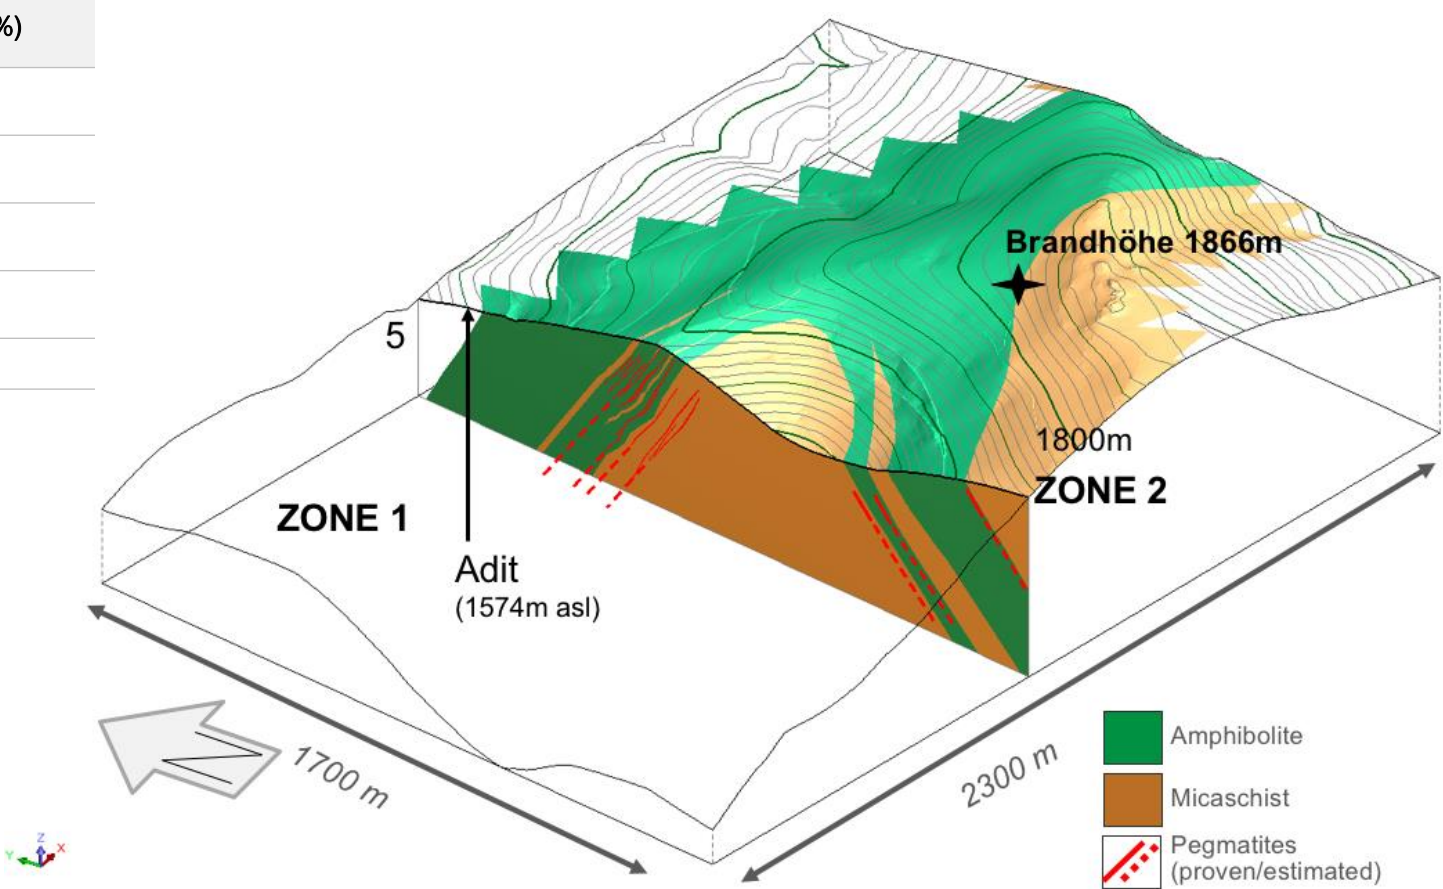 %)
Brandhöhe 1866m
5
1800m
ZONE 2
ZONE 1
Adit
(1574m asl)
N
1700 m
2300 m
Amphibolite
Micaschist
Pegmatites
(proven/estimated)
Z
Y
X